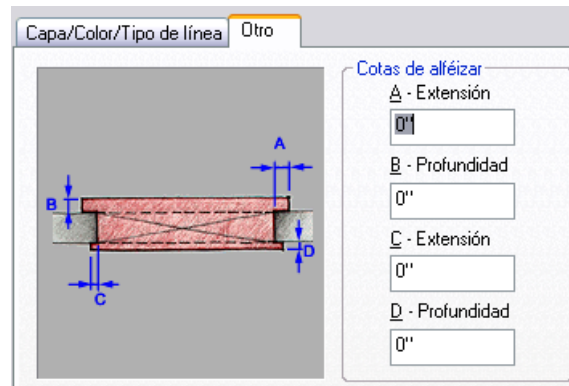 Capa/Color/Tipo de línea
Otro
A
B
D
C
Cotas de alféizar
A - Extensión
0"
B - Profundidad
0"
C - Extensión
0"
D - Profundidad
0"